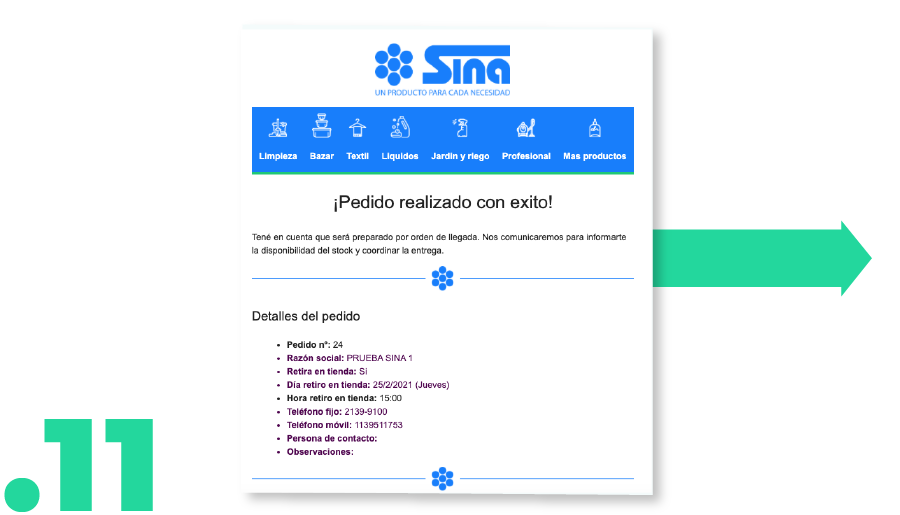 Sina
UN PRODUCTO PARA CADA NECESIDAD
Limpieza Bazar Textil Liquidos Jardin y riego Profesional Mas productos
¡Pedido realizado con exito!
Tené en cuenta que será preparado por orden de llegada. Nos comunicaremos para informarte
la disponibilidad del stock y coordinar la entrega.
Detalles del pedido
• Pedido nº: 24
• Razón social: PRUEBA SINA 1
• Retira en tienda: Si
• Día retiro en tienda: 25/2/2021 (Jueves)
• Hora retiro en tienda: 15:00
• Teléfono fijo: 2139-9100
• Teléfono móvil: 1139511753
• Persona de contacto:
• Observaciones:
.11